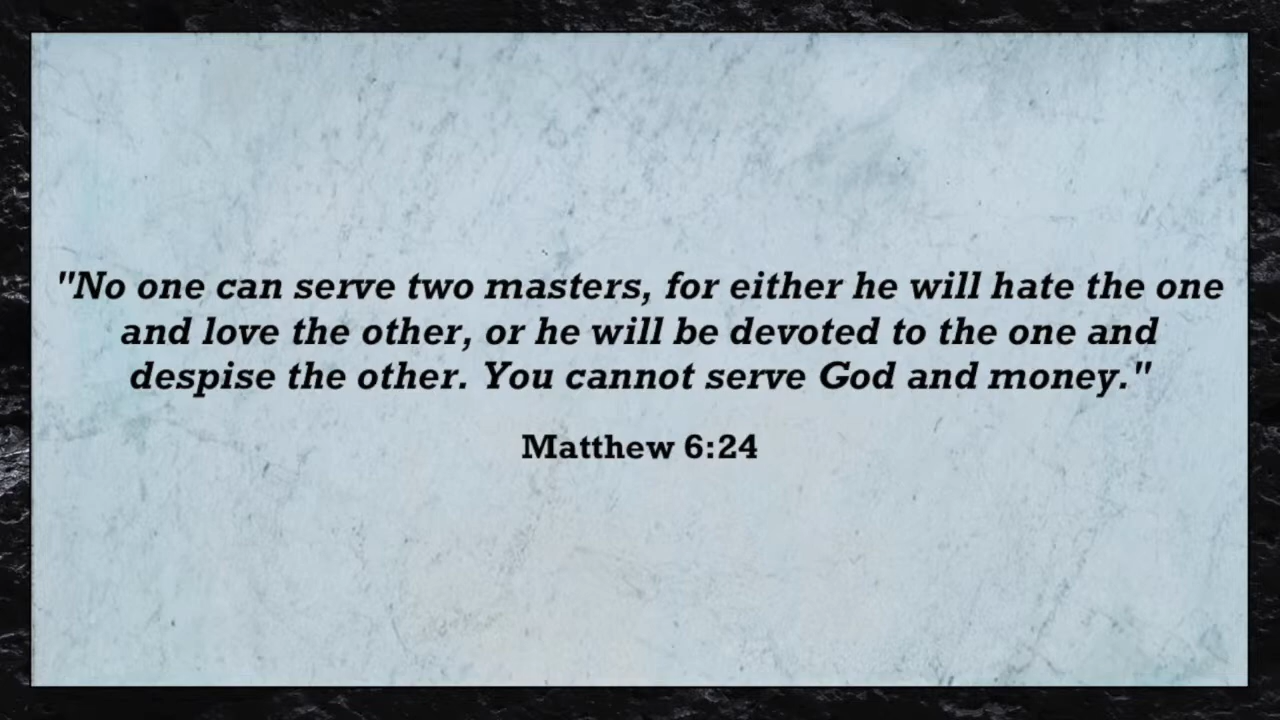 "No one can serve two masters, for either he will hate the one
and love the other, or he will be devoted to the one and
despise the other. You cannot serve God and money."
Matthew 6:24